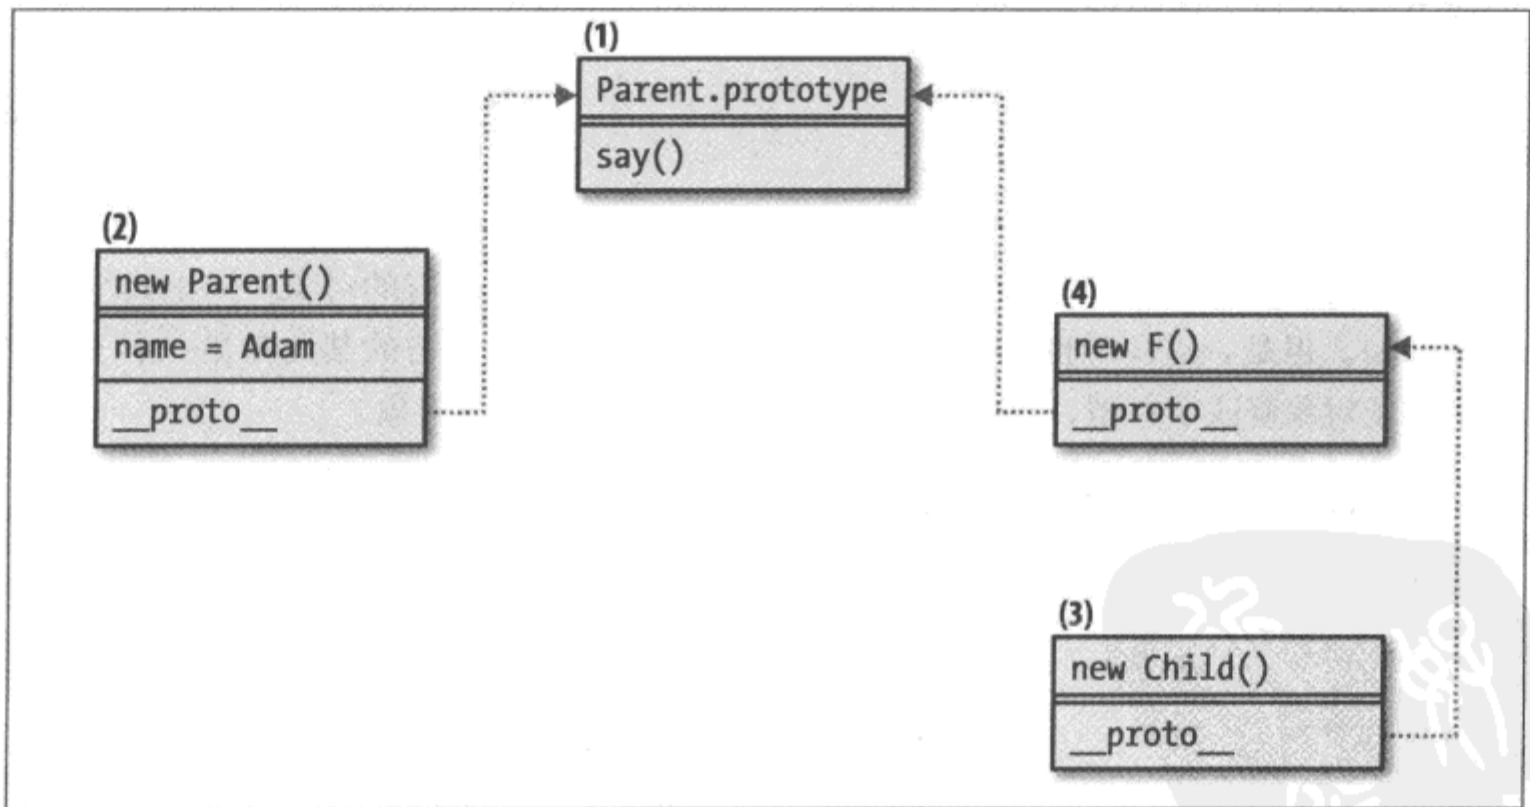 (1)
Parent.prototype
say()
(2)
new Parent()
name = Adam
__proto__
(4)
new F()
__proto__
(3)
new Child()
__proto__